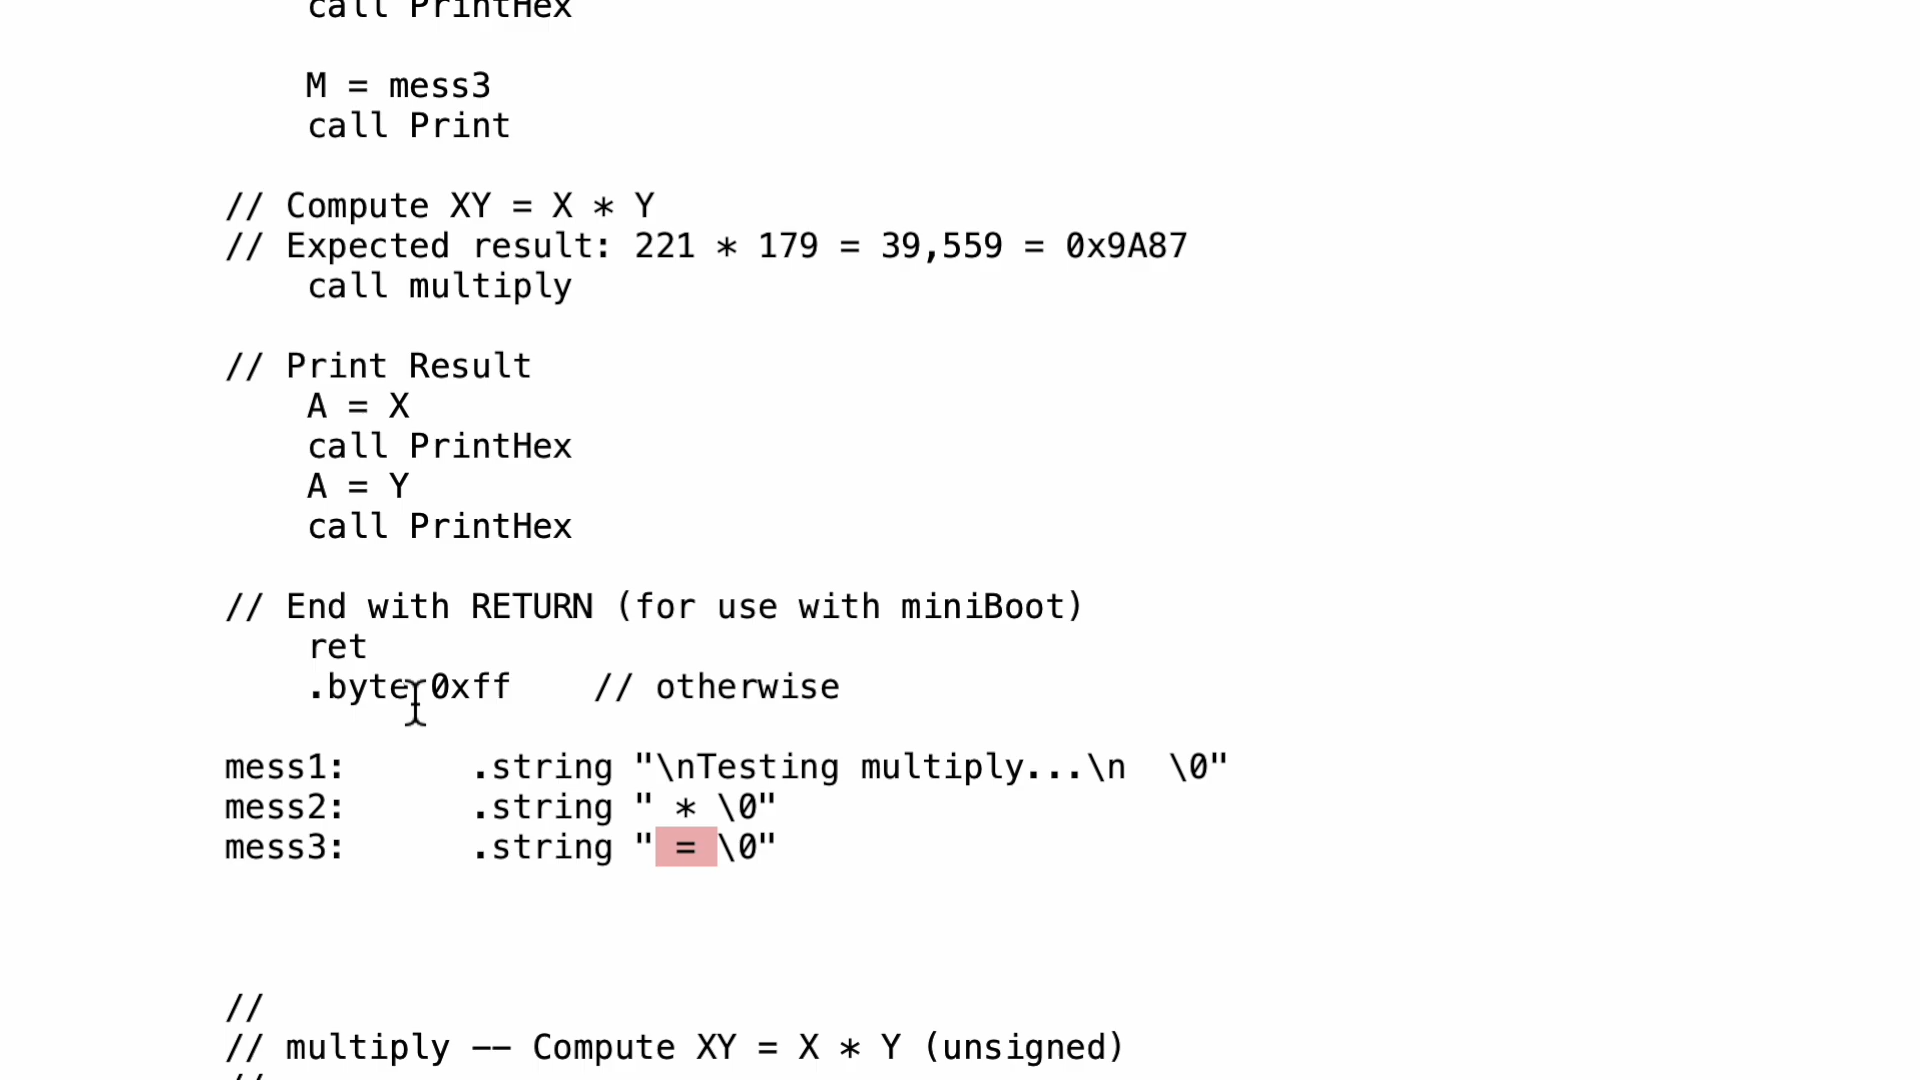 call PrintHex
M = mess3
call Print
// Compute XY = X * Y
// Expected result: 221 * 179 = 39,559 = 0x9A87
call multiply
// Print Result
A = X
call PrintHex
A = Y
call PrintHex
// End with RETURN (for use with miniBoot)
ret
.byte 0xff    // otherwise
mess1:      .string "\nTesting multiply...\n  \0"
mess2:      .string " * \0"
mess3:      .string " = \0"
//
// multiply -- Compute XY = X * Y (unsigned)
//